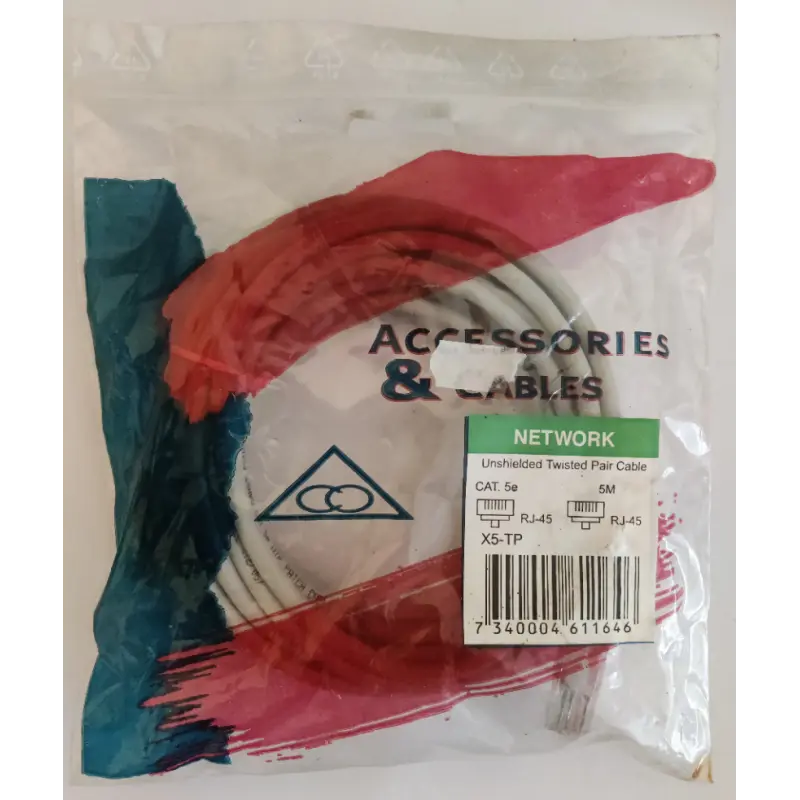 ACCESSORIES
& CABLES
NETWORK
Unshielded Twisted Pair Cable
CAT. 5e 5M
RJ-45 RJ-45
X5-TP
7 340004 611646
PATCH